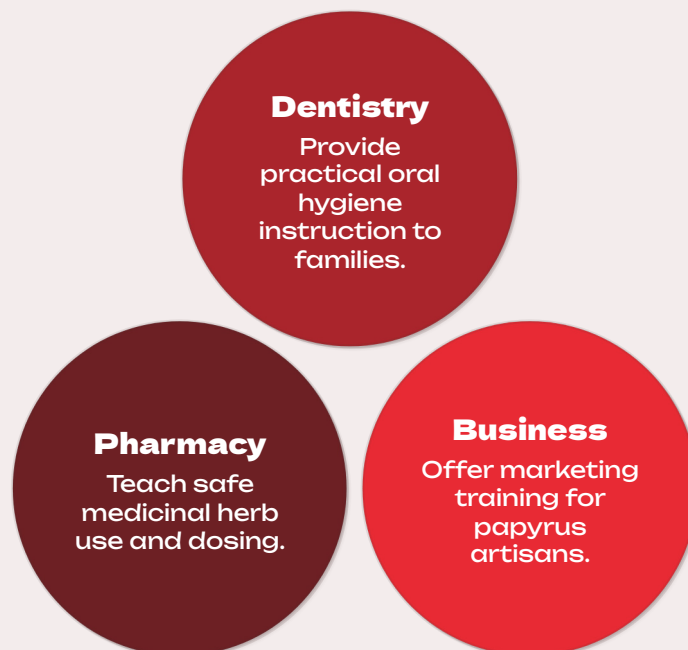 Dentistry
Provide
practical oral
hygiene
instruction to
families.
Pharmacy
Teach safe
medicinal herb
use and dosing.
Business
Offer marketing
training for
papyrus
artisans.